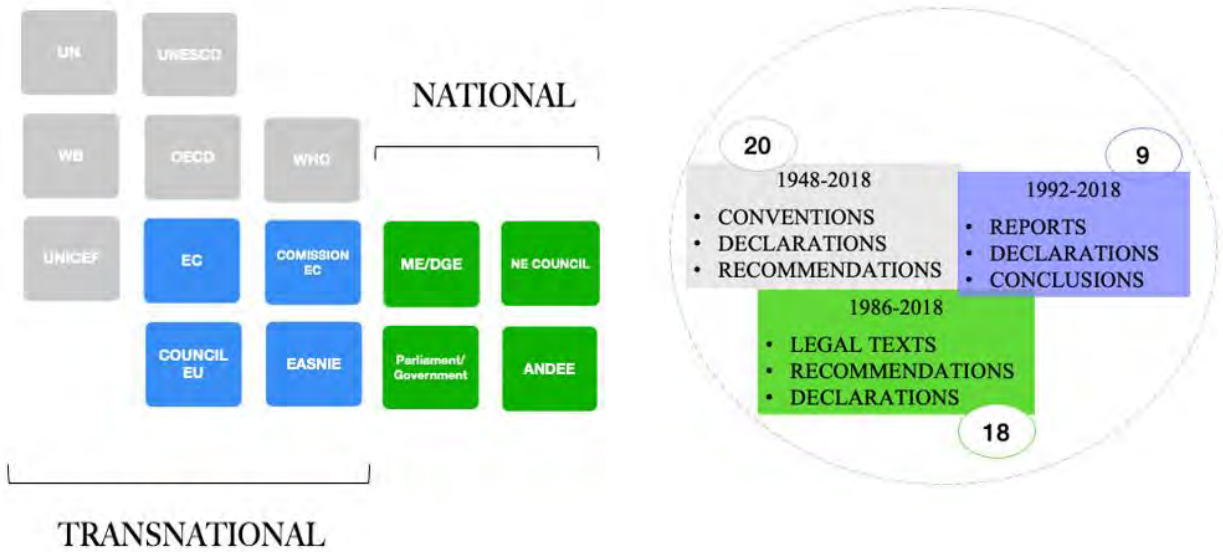 UN
UNESCO
NATIONAL
WB
OECD
WHO
UNICEF
EC
COMISSION
EC
ME/DGE
NE COUNCIL
COUNCIL
EU
EASNIE
Parliament/
Government
ANDEE
TRANSNATIONAL
20
1948-2018
• CONVENTIONS
• DECLARATIONS
• RECOMMENDATIONS
9
1992-2018
• REPORTS
• DECLARATIONS
• CONCLUSIONS
1986-2018
• LEGAL TEXTS
• RECOMMENDATIONS
• DECLARATIONS
18